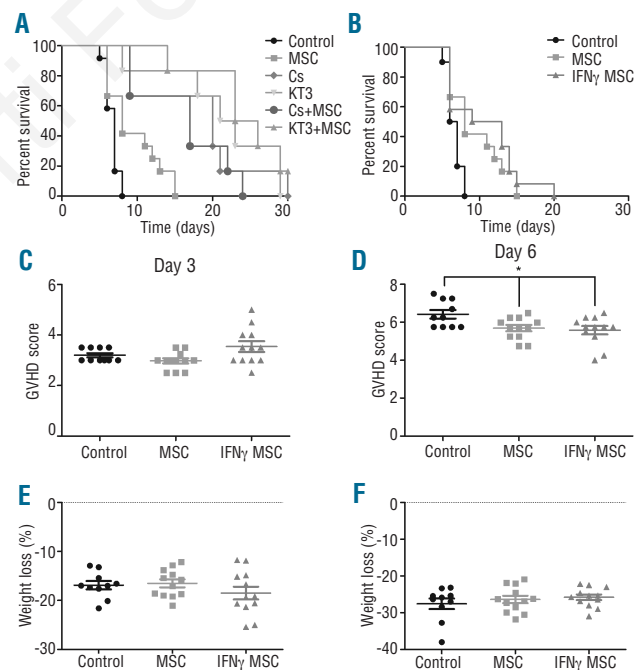 A
Percent survival
100
80
60
40
20
0
0 10 20 30
Time (days)
Control
MSC
Cs
KT3
Cs+MSC
KT3+MSC
B
Percent survival
100
80
60
40
20
0
0 10 20 30
Time (days)
Control
MSC
IFNγ MSC
C
Day 3
GVHD score
6
4
2
0
Control MSC IFNγ MSC
D
Day 6
*
GVHD score
8
6
4
2
0
Control MSC IFNγ MSC
E
Weight loss (%)
0
-10
-20
-30
Control MSC IFNγ MSC
F
Weight loss (%)
0
-10
-20
-30
-40
Control MSC IFNγ MSC